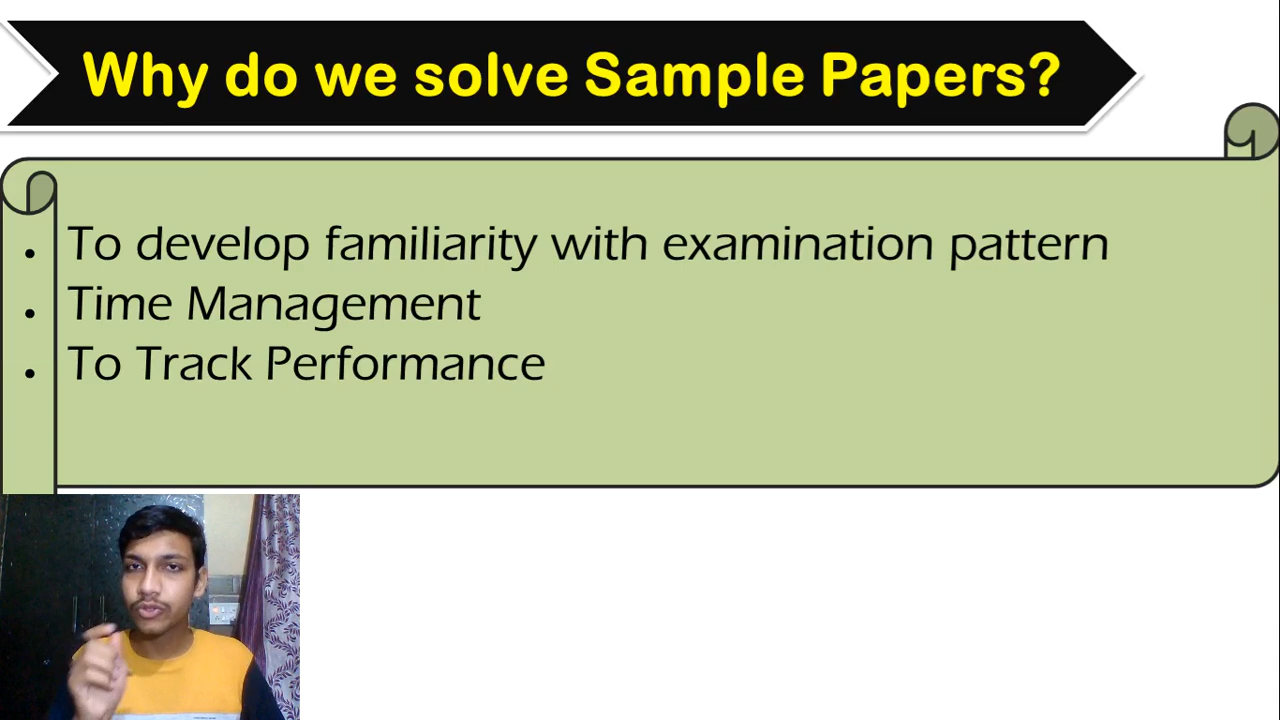 Why do we solve Sample Papers?
• To develop familiarity with examination pattern
• Time Management
• To Track Performance